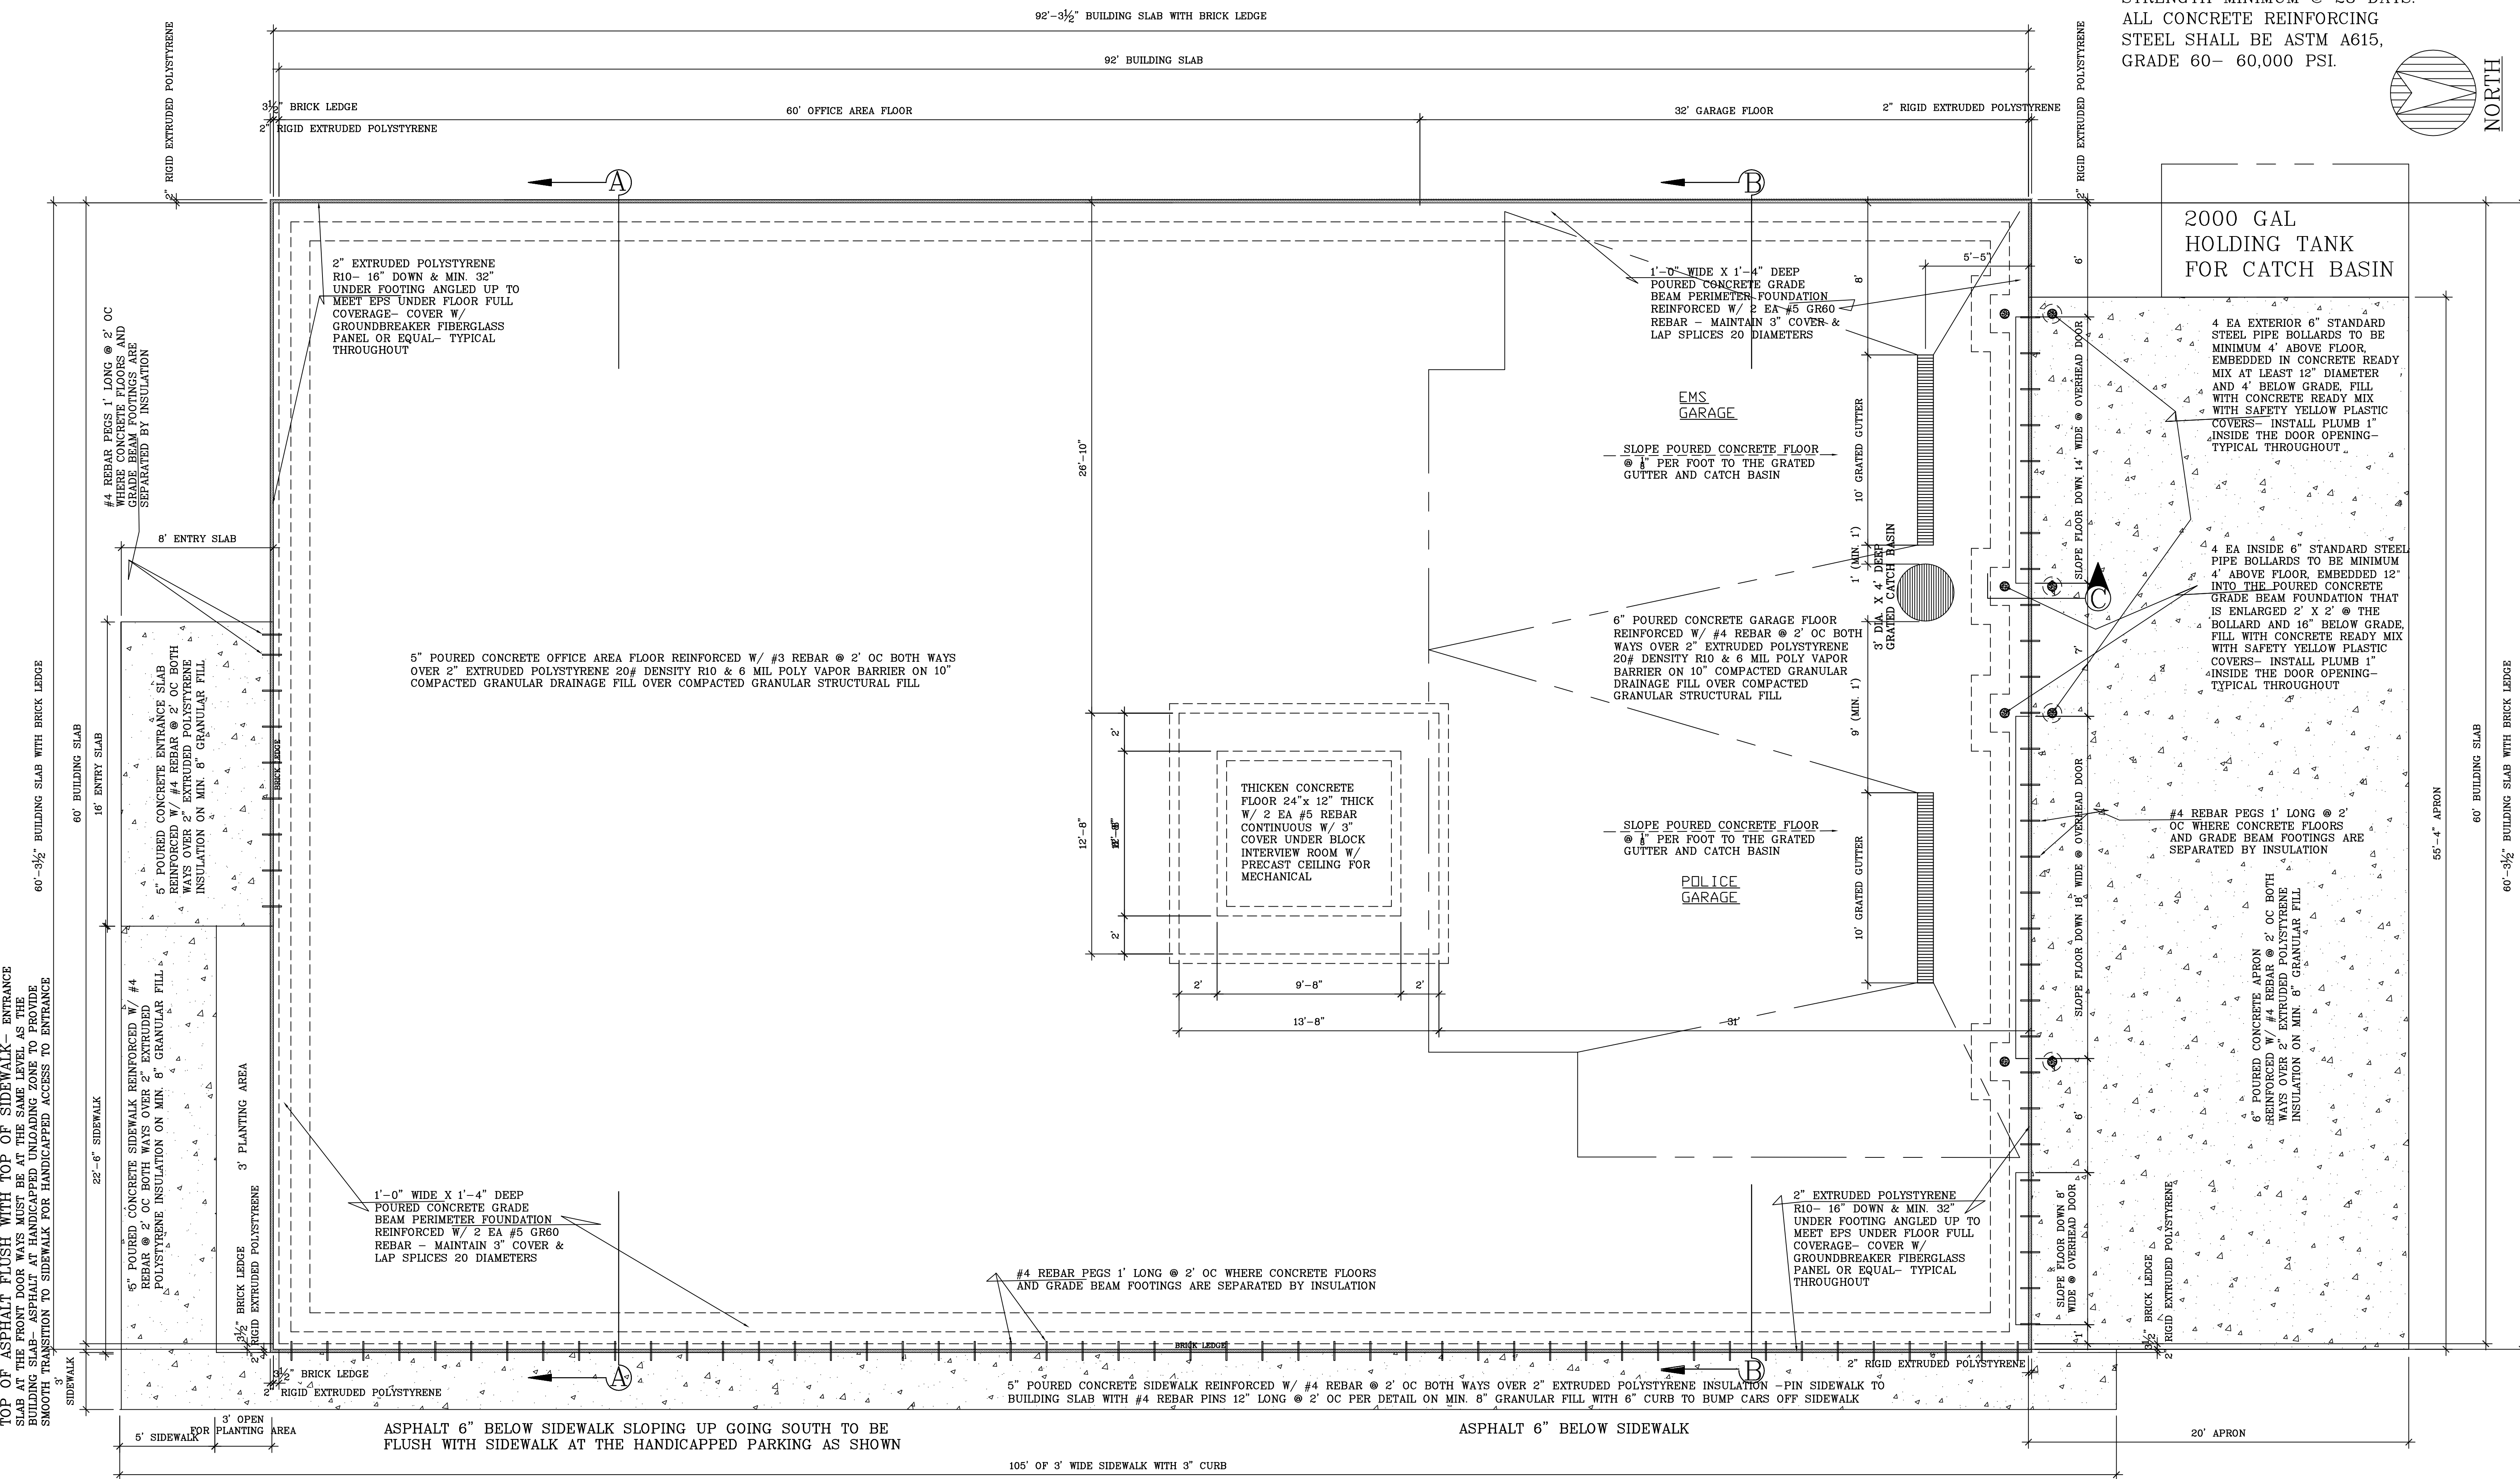 92'-3½" BUILDING SLAB WITH BRICK LEDGE
92' BUILDING SLAB
3½" BRICK LEDGE
2" RIGID EXTRUDED POLYSTYRENE
60' OFFICE AREA FLOOR
32' GARAGE FLOOR
2" RIGID EXTRUDED POLYSTYRENE
2" RIGID EXTRUDED POLYSTYRENE
2" RIGID EXTRUDED POLYSTYRENE
STRENGTH MINIMUM @ 28 DAYS.
ALL CONCRETE REINFORCING
STEEL SHALL BE ASTM A615,
GRADE 60- 60,000 PSI.
NORTH
A
B
2000 GAL
HOLDING TANK
FOR CATCH BASIN
2" EXTRUDED POLYSTYRENE
R10- 16" DOWN & MIN. 32"
UNDER FOOTING ANGLED UP TO
MEET EPS UNDER FLOOR FULL
COVERAGE- COVER W/
GROUNDBREAKER FIBERGLASS
PANEL OR EQUAL- TYPICAL
THROUGHOUT
#4 REBAR PEGS 1' LONG @ 2' OC
WHERE CONCRETE FLOORS AND
GRADE BEAM FOOTINGS ARE
SEPARATED BY INSULATION
8' ENTRY SLAB
1'-0" WIDE X 1'-4" DEEP
POURED CONCRETE GRADE
BEAM PERIMETER FOUNDATION
REINFORCED W/ 2 EA #5 GR60
REBAR - MAINTAIN 3" COVER &
LAP SPLICES 20 DIAMETERS
5'-5"
8'
6'
26'-10"
EMS
GARAGE
SLOPE POURED CONCRETE FLOOR
@ ⅛" PER FOOT TO THE GRATED
GUTTER AND CATCH BASIN
10' GRATED GUTTER
1' (MIN. 1')
3' DIA. X 4' DEEP
GRATED CATCH BASIN
9' (MIN. 1')
SLOPE FLOOR DOWN 14' WIDE @ OVERHEAD DOOR
C
7'
4 EA EXTERIOR 6" STANDARD
STEEL PIPE BOLLARDS TO BE
MINIMUM 4' ABOVE FLOOR,
EMBEDDED IN CONCRETE READY
MIX AT LEAST 12" DIAMETER
AND 4' BELOW GRADE, FILL
WITH CONCRETE READY MIX
WITH SAFETY YELLOW PLASTIC
COVERS- INSTALL PLUMB 1"
INSIDE THE DOOR OPENING-
TYPICAL THROUGHOUT
4 EA INSIDE 6" STANDARD STEEL
PIPE BOLLARDS TO BE MINIMUM
4' ABOVE FLOOR, EMBEDDED 12"
INTO THE POURED CONCRETE
GRADE BEAM FOUNDATION THAT
IS ENLARGED 2' X 2' @ THE
BOLLARD AND 16" BELOW GRADE,
FILL WITH CONCRETE READY MIX
WITH SAFETY YELLOW PLASTIC
COVERS- INSTALL PLUMB 1"
INSIDE THE DOOR OPENING-
TYPICAL THROUGHOUT
5" POURED CONCRETE OFFICE AREA FLOOR REINFORCED W/ #3 REBAR @ 2' OC BOTH WAYS
OVER 2" EXTRUDED POLYSTYRENE 20# DENSITY R10 & 6 MIL POLY VAPOR BARRIER ON 10"
COMPACTED GRANULAR DRAINAGE FILL OVER COMPACTED GRANULAR STRUCTURAL FILL
6" POURED CONCRETE GARAGE FLOOR
REINFORCED W/ #4 REBAR @ 2' OC BOTH
WAYS OVER 2" EXTRUDED POLYSTYRENE
20# DENSITY R10 & 6 MIL POLY VAPOR
BARRIER ON 10" COMPACTED GRANULAR
DRAINAGE FILL OVER COMPACTED
GRANULAR STRUCTURAL FILL
60'-3½" BUILDING SLAB WITH BRICK LEDGE
60' BUILDING SLAB
16' ENTRY SLAB
5" POURED CONCRETE ENTRANCE SLAB
REINFORCED W/ #4 REBAR @ 2' OC BOTH
WAYS OVER 2" EXTRUDED POLYSTYRENE
INSULATION ON MIN. 8" GRANULAR FILL
BRICK LEDGE
2'
12'-8"
2'
THICKEN CONCRETE
FLOOR 24"x 12" THICK
W/ 2 EA #5 REBAR
CONTINUOUS W/ 3"
COVER UNDER BLOCK
INTERVIEW ROOM W/
PRECAST CEILING FOR
MECHANICAL
2'
9'-8"
2'
13'-8"
31'
SLOPE POURED CONCRETE FLOOR
@ ⅛" PER FOOT TO THE GRATED
GUTTER AND CATCH BASIN
POLICE
GARAGE
10' GRATED GUTTER
SLOPE FLOOR DOWN 18' WIDE @ OVERHEAD DOOR
#4 REBAR PEGS 1' LONG @ 2'
OC WHERE CONCRETE FLOORS
AND GRADE BEAM FOOTINGS ARE
SEPARATED BY INSULATION
6" POURED CONCRETE APRON
REINFORCED W/ #4 REBAR @ 2' OC BOTH
WAYS OVER 2" EXTRUDED POLYSTYRENE
INSULATION ON MIN. 8" GRANULAR FILL
55'-4" APRON
60' BUILDING SLAB
60'-3½" BUILDING SLAB WITH BRICK LEDGE
6'
SLOPE FLOOR DOWN 8'
WIDE @ OVERHEAD DOOR
1'
3½" BRICK LEDGE
2" RIGID EXTRUDED POLYSTYRENE
TOP OF ASPHALT FLUSH WITH TOP OF SIDEWALK- ENTRANCE
SLAB AT THE FRONT DOOR WAYS MUST BE AT THE SAME LEVEL AS THE
BUILDING SLAB- ASPHALT AT HANDICAPPED UNLOADING ZONE TO PROVIDE
SMOOTH TRANSITION TO SIDEWALK FOR HANDICAPPED ACCESS TO ENTRANCE
22'-6" SIDEWALK
3'
SIDEWALK
5" POURED CONCRETE SIDEWALK REINFORCED W/ #4
REBAR @ 2' OC BOTH WAYS OVER 2" EXTRUDED
POLYSTYRENE INSULATION ON MIN. 8" GRANULAR FILL
3' PLANTING AREA
3½" BRICK LEDGE
2" RIGID EXTRUDED POLYSTYRENE
1'-0" WIDE X 1'-4" DEEP
POURED CONCRETE GRADE
BEAM PERIMETER FOUNDATION
REINFORCED W/ 2 EA #5 GR60
REBAR - MAINTAIN 3" COVER &
LAP SPLICES 20 DIAMETERS
#4 REBAR PEGS 1' LONG @ 2' OC WHERE CONCRETE FLOORS
AND GRADE BEAM FOOTINGS ARE SEPARATED BY INSULATION
2" EXTRUDED POLYSTYRENE
R10- 16" DOWN & MIN. 32"
UNDER FOOTING ANGLED UP TO
MEET EPS UNDER FLOOR FULL
COVERAGE- COVER W/
GROUNDBREAKER FIBERGLASS
PANEL OR EQUAL- TYPICAL
THROUGHOUT
BRICK LEDGE
3½" BRICK LEDGE
2" RIGID EXTRUDED POLYSTYRENE
A
B
2" RIGID EXTRUDED POLYSTYRENE
5" POURED CONCRETE SIDEWALK REINFORCED W/ #4 REBAR @ 2' OC BOTH WAYS OVER 2" EXTRUDED POLYSTYRENE INSULATION -PIN SIDEWALK TO
BUILDING SLAB WITH #4 REBAR PINS 12" LONG @ 2' OC PER DETAIL ON MIN. 8" GRANULAR FILL WITH 6" CURB TO BUMP CARS OFF SIDEWALK
3' OPEN
FOR PLANTING AREA
5' SIDEWALK
ASPHALT 6" BELOW SIDEWALK SLOPING UP GOING SOUTH TO BE
FLUSH WITH SIDEWALK AT THE HANDICAPPED PARKING AS SHOWN
ASPHALT 6" BELOW SIDEWALK
20' APRON
105' OF 3' WIDE SIDEWALK WITH 3" CURB